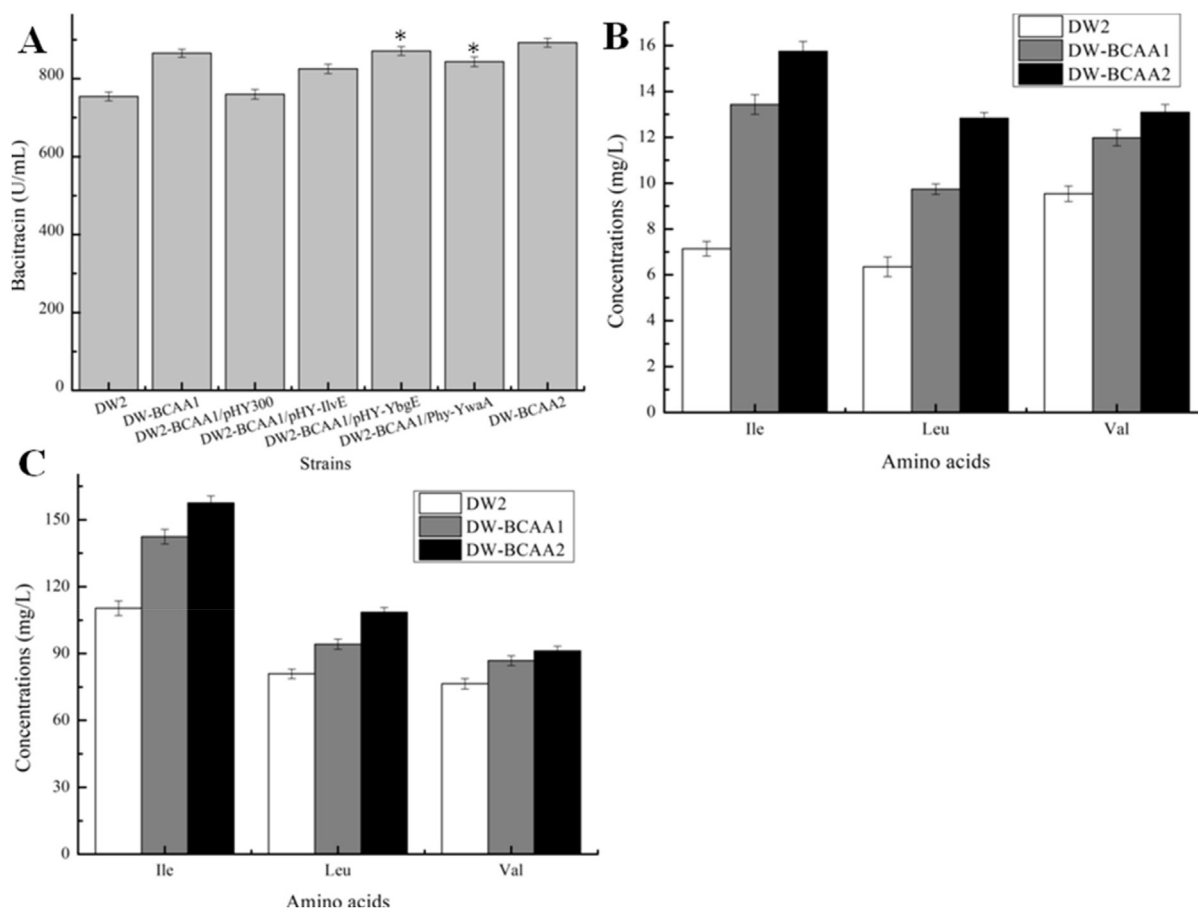 A
Bacitracin (U/mL)
800
600
400
200
0
*
*
DW2
DW-BCAA1
DW2-BCAA1/pHY300
DW2-BCAA1/pHY-IlvE
DW2-BCAA1/pHY-YbgE
DW2-BCAA1/Phy-YwaA
DW-BCAA2
Strains
B
Concentrations (mg/L)
16
14
12
10
8
6
4
2
0
DW2
DW-BCAA1
DW-BCAA2
Ile
Leu
Val
Amino acids
C
Concentrations (mg/L)
150
120
90
60
30
0
DW2
DW-BCAA1
DW-BCAA2
Ile
Leu
Val
Amino acids